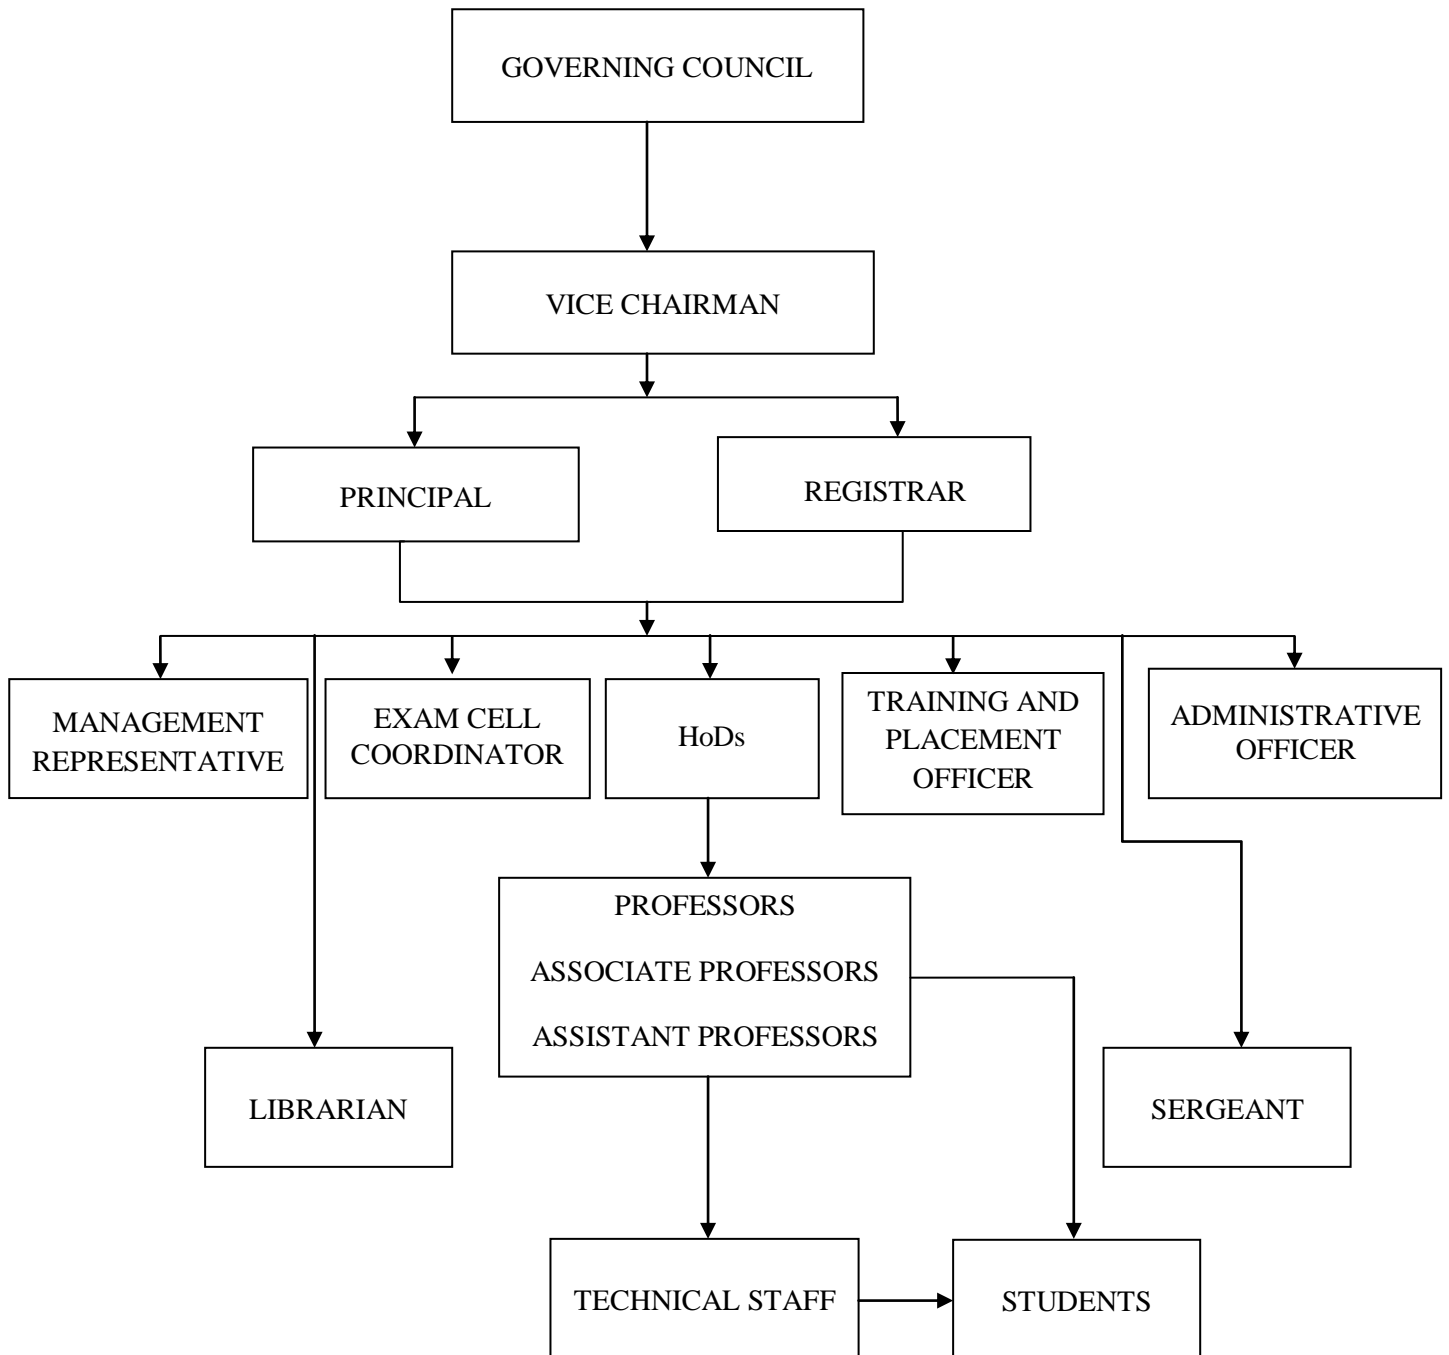 GOVERNING COUNCIL
VICE CHAIRMAN
PRINCIPAL
REGISTRAR
MANAGEMENT
REPRESENTATIVE
EXAM CELL
COORDINATOR
HoDs
TRAINING AND
PLACEMENT
OFFICER
ADMINISTRATIVE
OFFICER
PROFESSORS
ASSOCIATE PROFESSORS
ASSISTANT PROFESSORS
LIBRARIAN
SERGEANT
TECHNICAL STAFF
STUDENTS